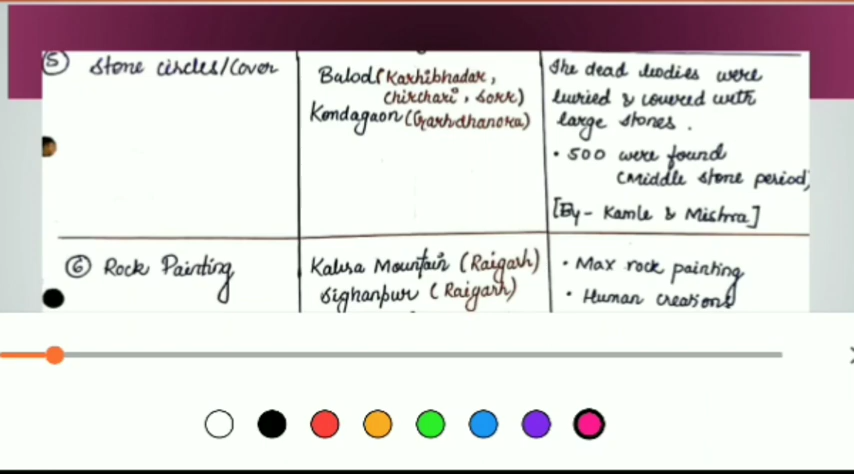 ⑤ Stone circles/Cover
Balod (Karhibhadar,
Chirchari, Sorr)
Kondagaon (Garhdhanora)
The dead bodies were
buried & covered with
large stones.
• 500 were found
(Middle stone period)
[By- Kamle & Mishra]
⑥ Rock Painting
Kabra Mountain (Raigarh)
Sighanpur (Raigarh)
• Max rock painting
• Human creations